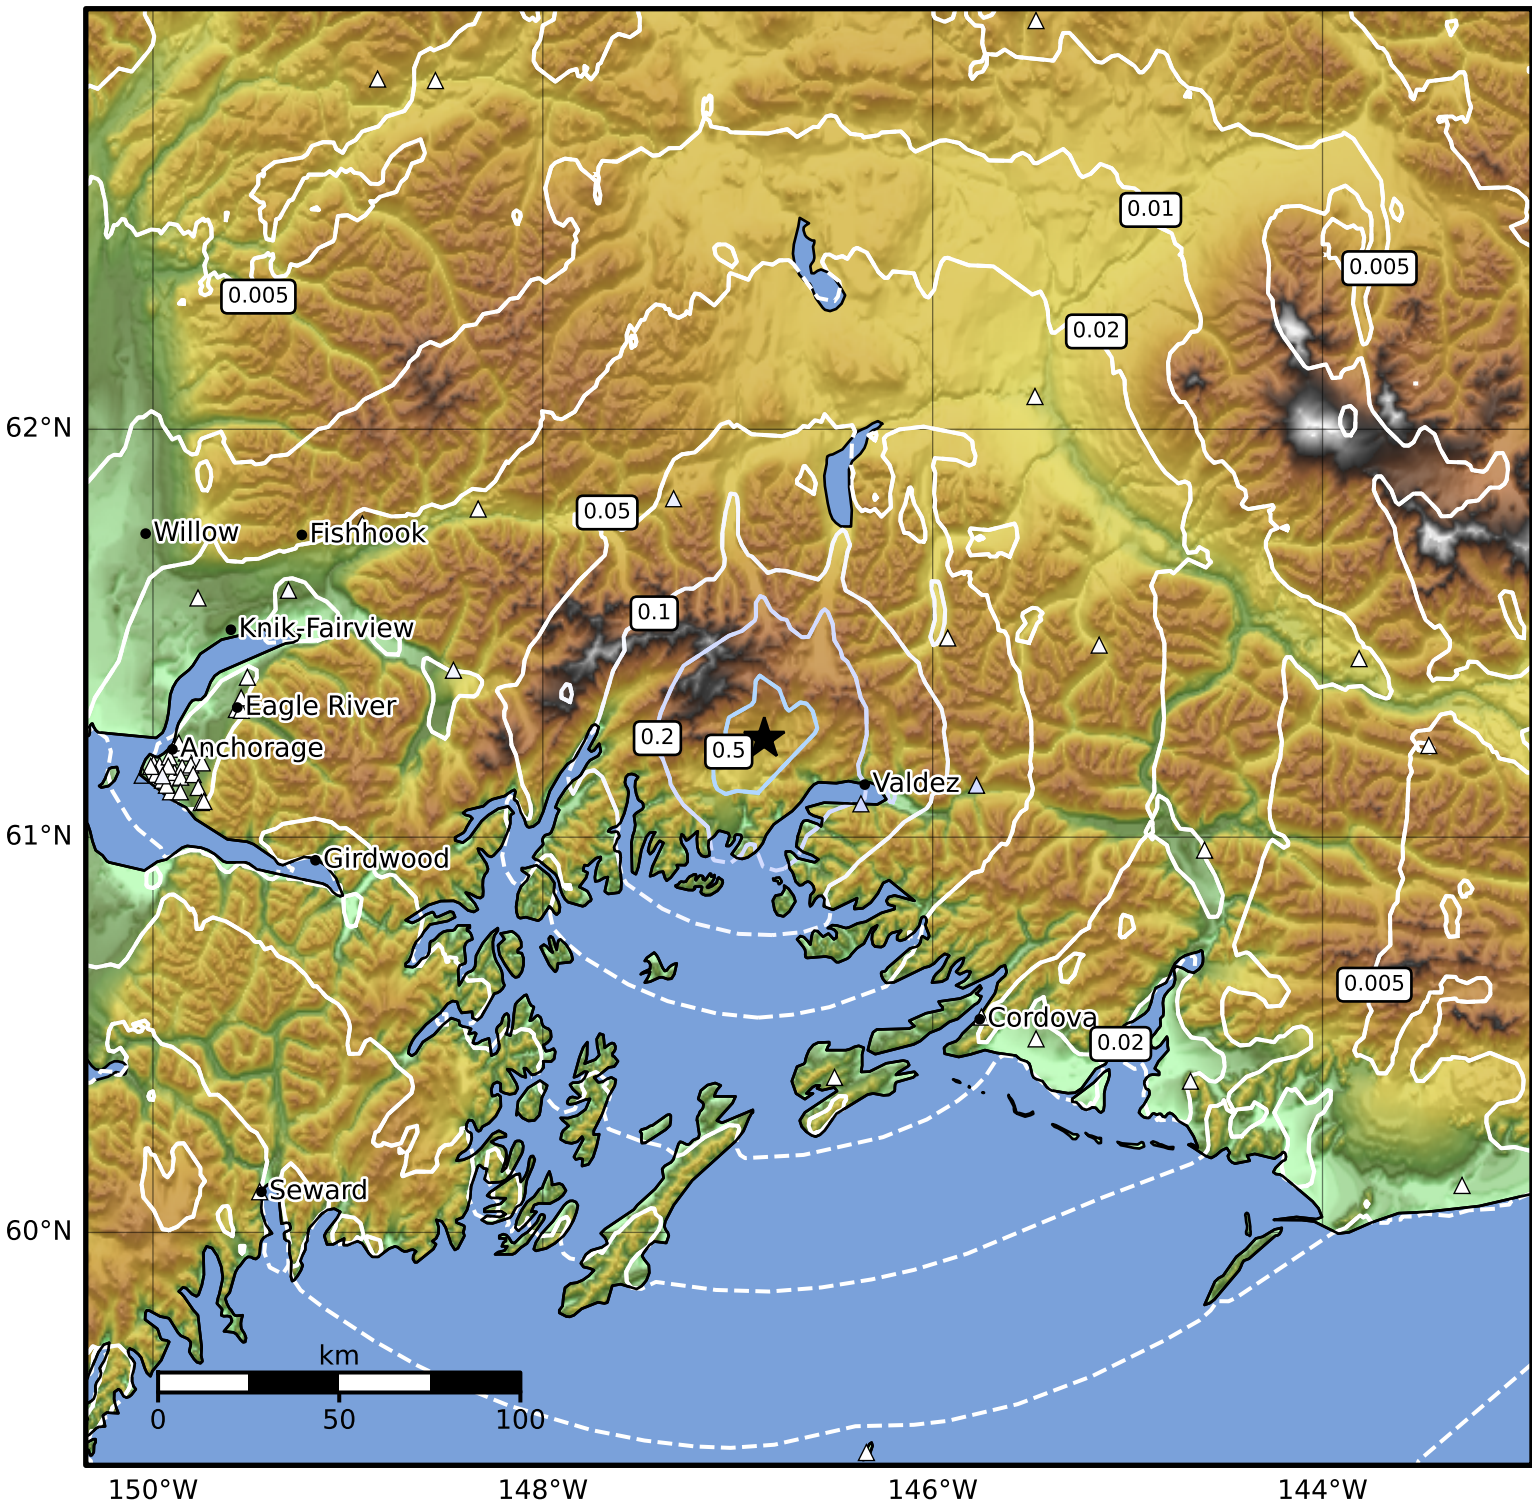 0.01
0.005
0.005
0.02
62°N
0.05
Willow
Fishhook
0.1
Knik-Fairview
Eagle River
0.2
Anchorage
0.5
Valdez
61°N
Girdwood
0.005
Cordova
0.02
Seward
60°N
km
0 50 100
150°W 148°W 146°W 144°W